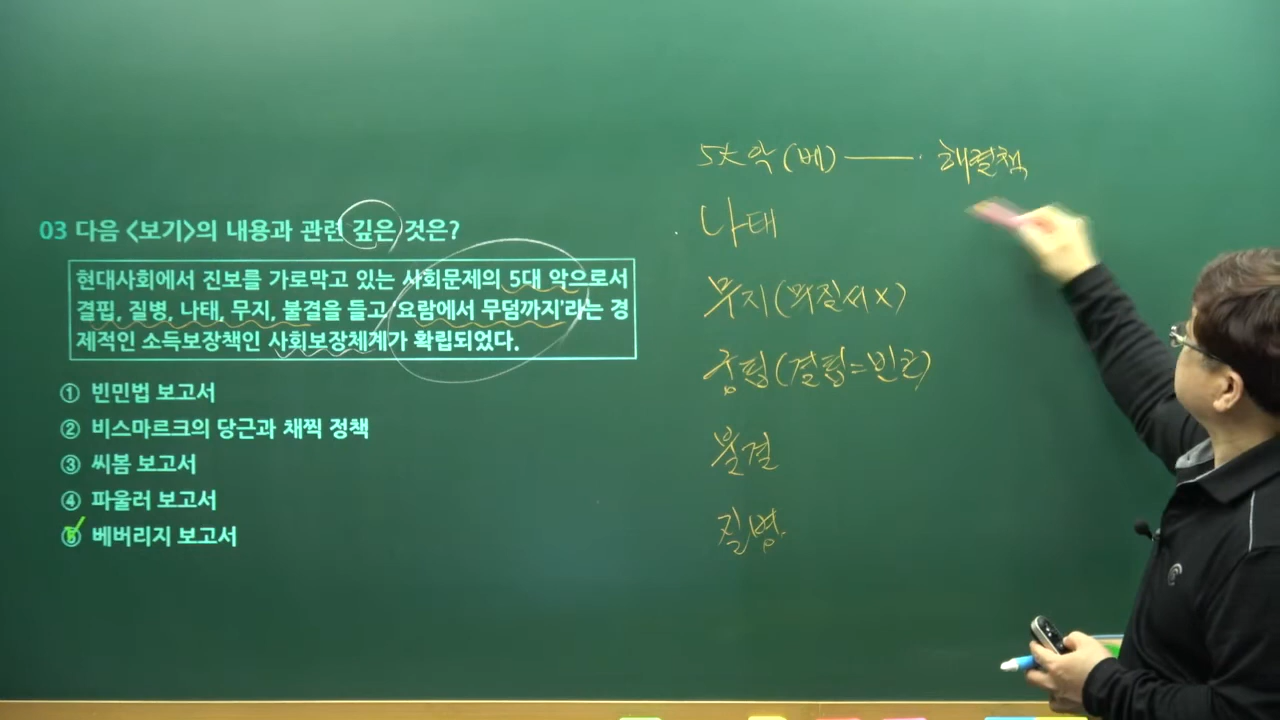 03 다음 〈보기〉의 내용과 관련 깊은 것은?
현대사회에서 진보를 가로막고 있는 사회문제의 5대 악으로서
결핍, 질병, 나태, 무지, 불결을 들고 '요람에서 무덤까지'라는 경
제적인 소득보장책인 사회보장체계가 확립되었다.
① 빈민법 보고서
② 비스마르크의 당근과 채찍 정책
③ 씨봄 보고서
④ 파울러 보고서
⑤ 베버리지 보고서
5大 악 (베) ― 해결책
나태
무지 (
궁핍 (결핍=빈곤)
불결
질병